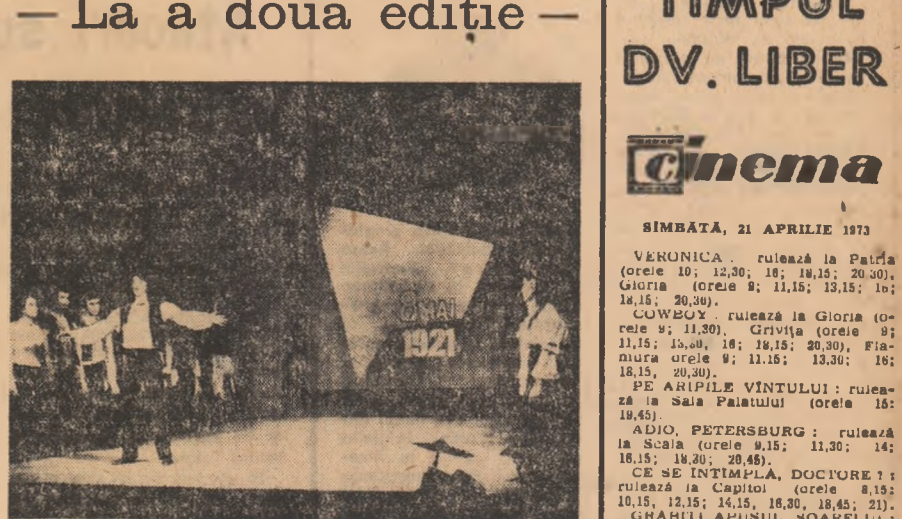 — La a doua ediție —
8 MAI
1921
TIMPUL
DV. LIBER
cinema
SÎMBĂTĂ, 21 APRILIE 1973
VERONICA : rulează la Patria
(orele 10; 12,30; 16; 18,15; 20,30),
Gloria (orele 9; 11,15; 13,15; 16;
18,15; 20,30).
COWBOY : rulează la Gloria (o-
rele 9; 11,30), Grivița (orele 9;
11,15; 13,30; 16; 18,15; 20,30), Fla-
mura orele 9; 11,15; 13,30; 16;
18,15, 20,30).
PE ARIPILE VÎNTULUI : rulea-
ză la Sala Palatului (orele 15;
19,45).
ADIO, PETERSBURG : rulează
la Scala (orele 9,15; 11,30; 14;
16,15; 18,30; 20,45).
CE SE ÎNTÎMPLĂ, DOCTORE ? :
rulează la Capitol (orele 8,15;
10,15, 12,15; 14,15, 16,30, 18,45; 21).
GRĂBIȚI APUSUL SOARELUI :